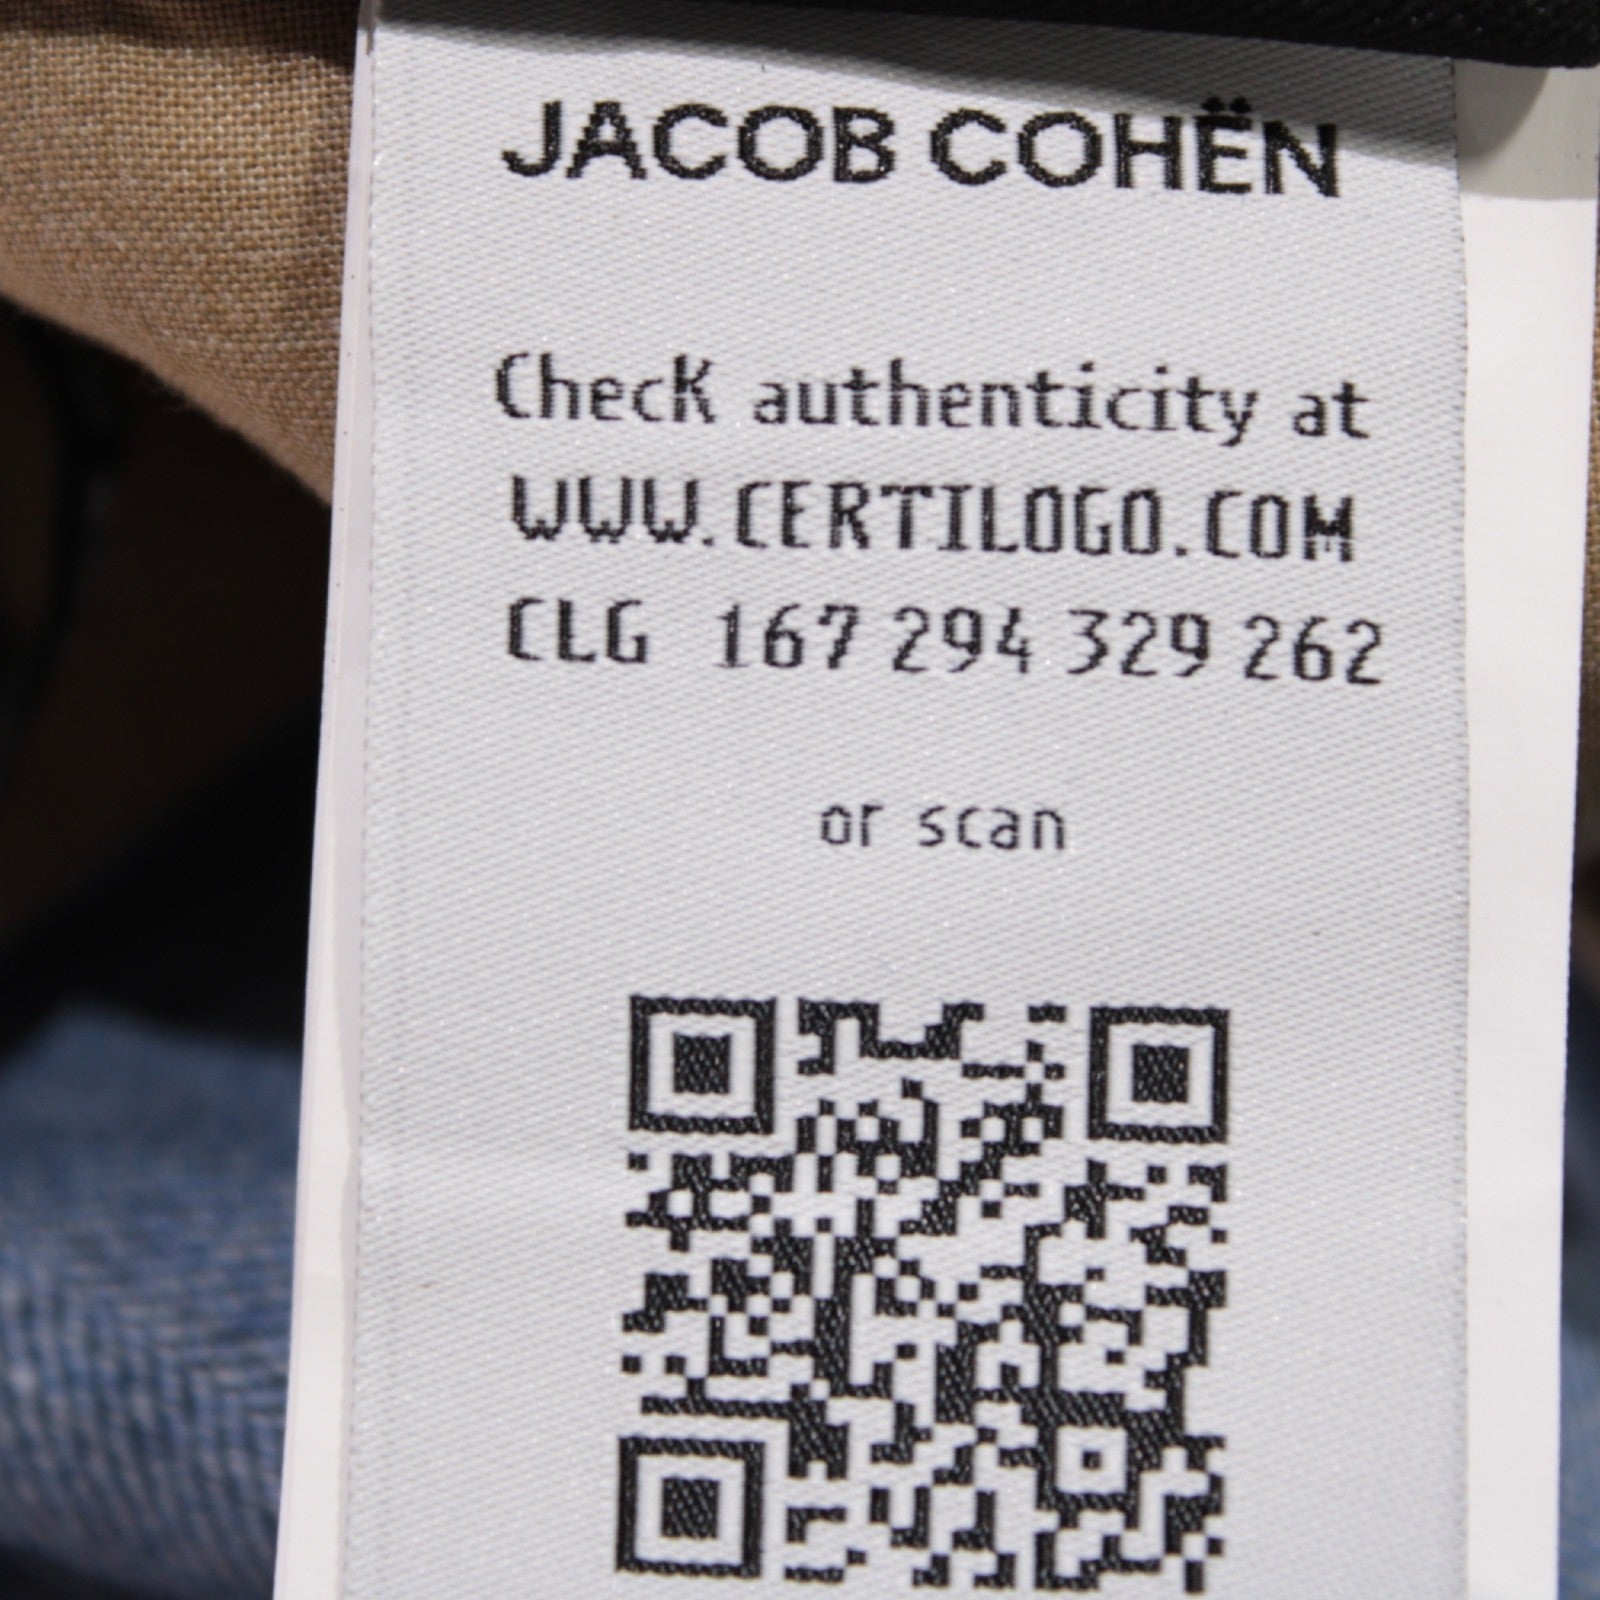 JACOB COHËN
Check authenticity at
WWW.CERTILOGO.COM
CLG 167 294 329 262
or scan